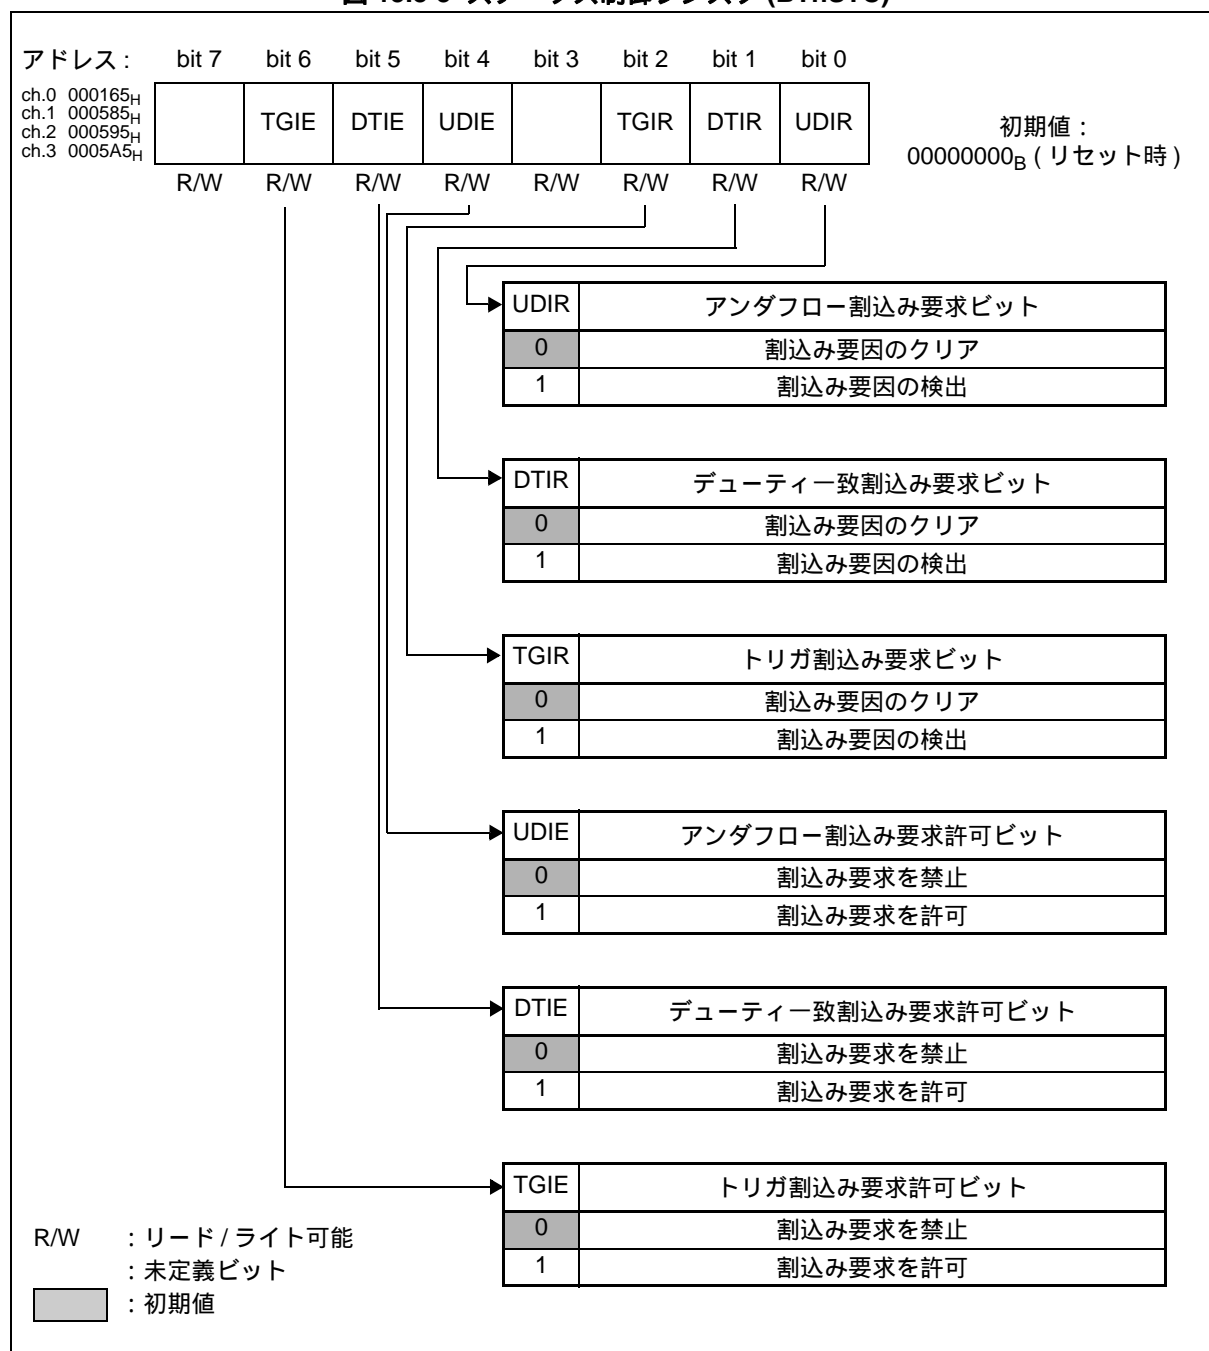 アドレス : bit 7 bit 6 bit 5 bit 4 bit 3 bit 2 bit 1 bit 0
ch.0 000165H
ch.1 000585H
ch.2 000595H
ch.3 0005A5H
TGIE DTIE UDIE TGIR DTIR UDIR
初期値 :
00000000B ( リセット時 )
R/W R/W R/W R/W R/W R/W R/W R/W
UDIR アンダフロー割込み要求ビット
0 割込み要因のクリア
1 割込み要因の検出
DTIR デューティ一致割込み要求ビット
0 割込み要因のクリア
1 割込み要因の検出
TGIR トリガ割込み要求ビット
0 割込み要因のクリア
1 割込み要因の検出
UDIE アンダフロー割込み要求許可ビット
0 割込み要求を禁止
1 割込み要求を許可
DTIE デューティ一致割込み要求許可ビット
0 割込み要求を禁止
1 割込み要求を許可
TGIE トリガ割込み要求許可ビット
0 割込み要求を禁止
1 割込み要求を許可
R/W : リード / ライト可能
: 未定義ビット
: 初期値